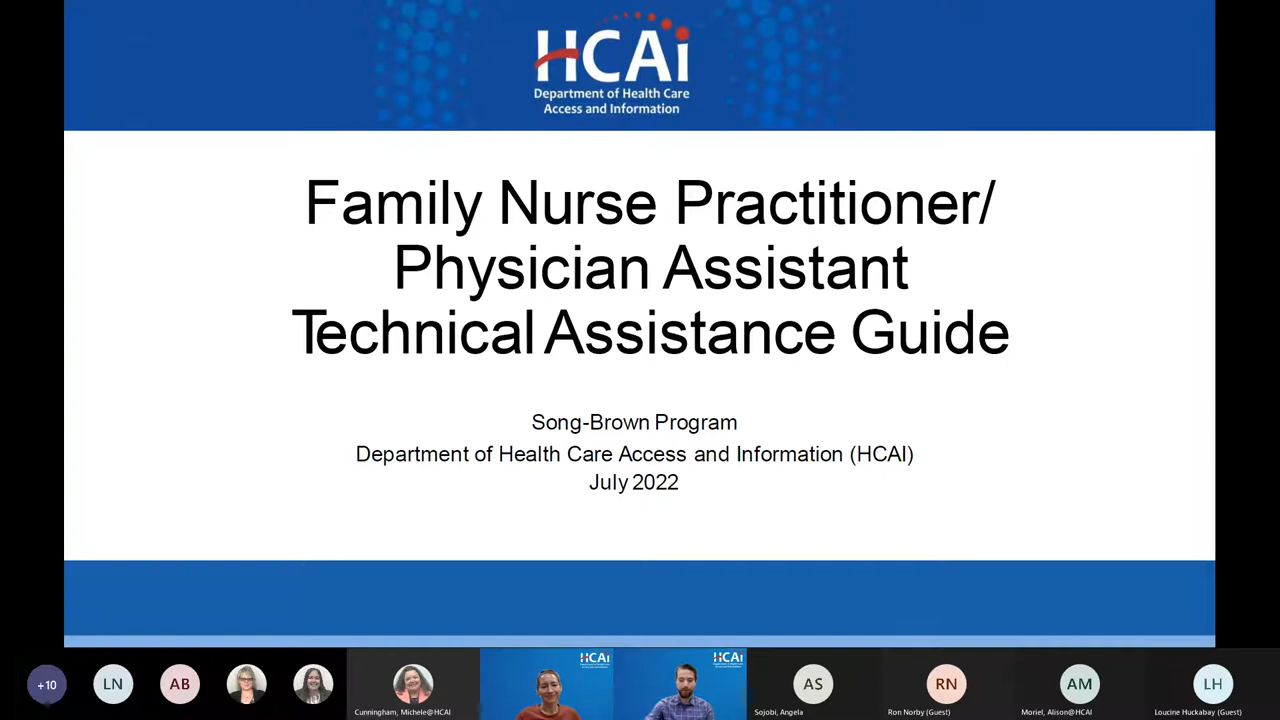 HCAi
Department of Health Care
Access and Information
Family Nurse Practitioner/
Physician Assistant
Technical Assistance Guide
Song-Brown Program
Department of Health Care Access and Information (HCAI)
July 2022
+10
LN
AB
Cunningham, Michele@HCAI
HCAi
HCAi
AS
Sojobi, Angela
RN
Ron Norby (Guest)
AM
Moriel, Alison@HCAI
LH
Loucine Huckabay (Guest)